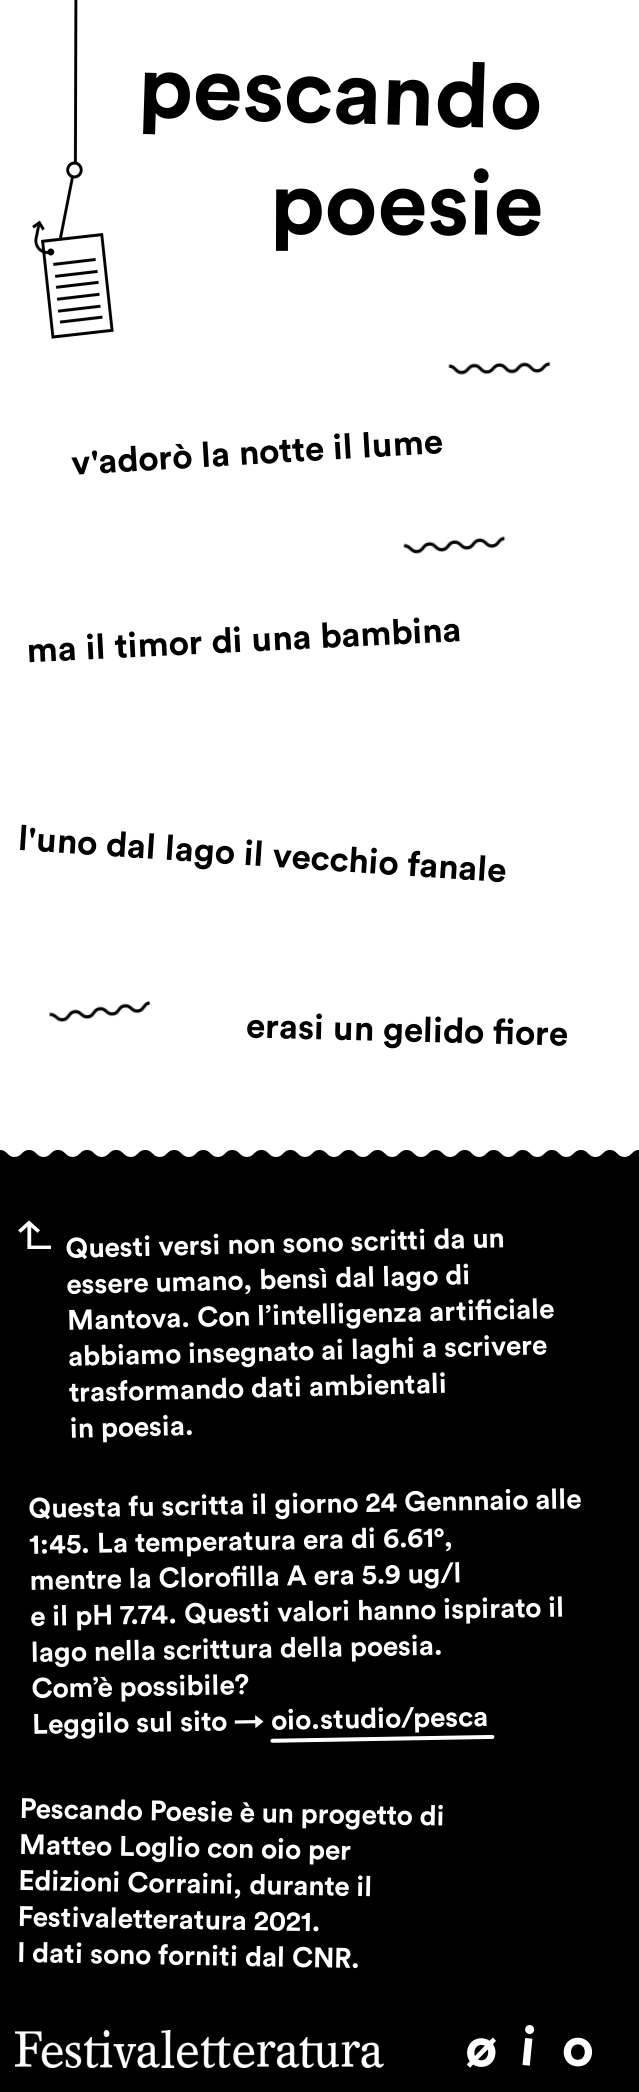 pescando
poesie
v'adorò la notte il lume
ma il timor di una bambina
l'uno dal lago il vecchio fanale
erasi un gelido fiore
Questi versi non sono scritti da un
essere umano, bensì dal lago di
Mantova. Con l’intelligenza artificiale
abbiamo insegnato ai laghi a scrivere
trasformando dati ambientali
in poesia.
Questa fu scritta il giorno 24 Gennnaio alle
1:45. La temperatura era di 6.61°,
mentre la Clorofilla A era 5.9 ug/l
e il pH 7.74. Questi valori hanno ispirato il
lago nella scrittura della poesia.
Com’è possibile?
Leggilo sul sito → oio.studio/pesca
Pescando Poesie è un progetto di
Matteo Loglio con oio per
Edizioni Corraini, durante il
Festivaletteratura 2021.
I dati sono forniti dal CNR.
Festivaletteratura ø i o